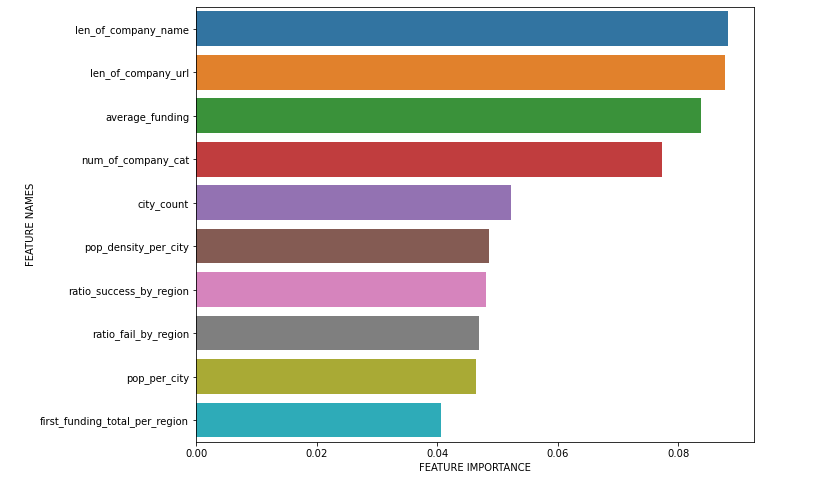 len_of_company_name
len_of_company_url
average_funding
num_of_company_cat
city_count
pop_density_per_city
ratio_success_by_region
ratio_fail_by_region
pop_per_city
first_funding_total_per_region
FEATURE NAMES
0.00 0.02 0.04 0.06 0.08
FEATURE IMPORTANCE